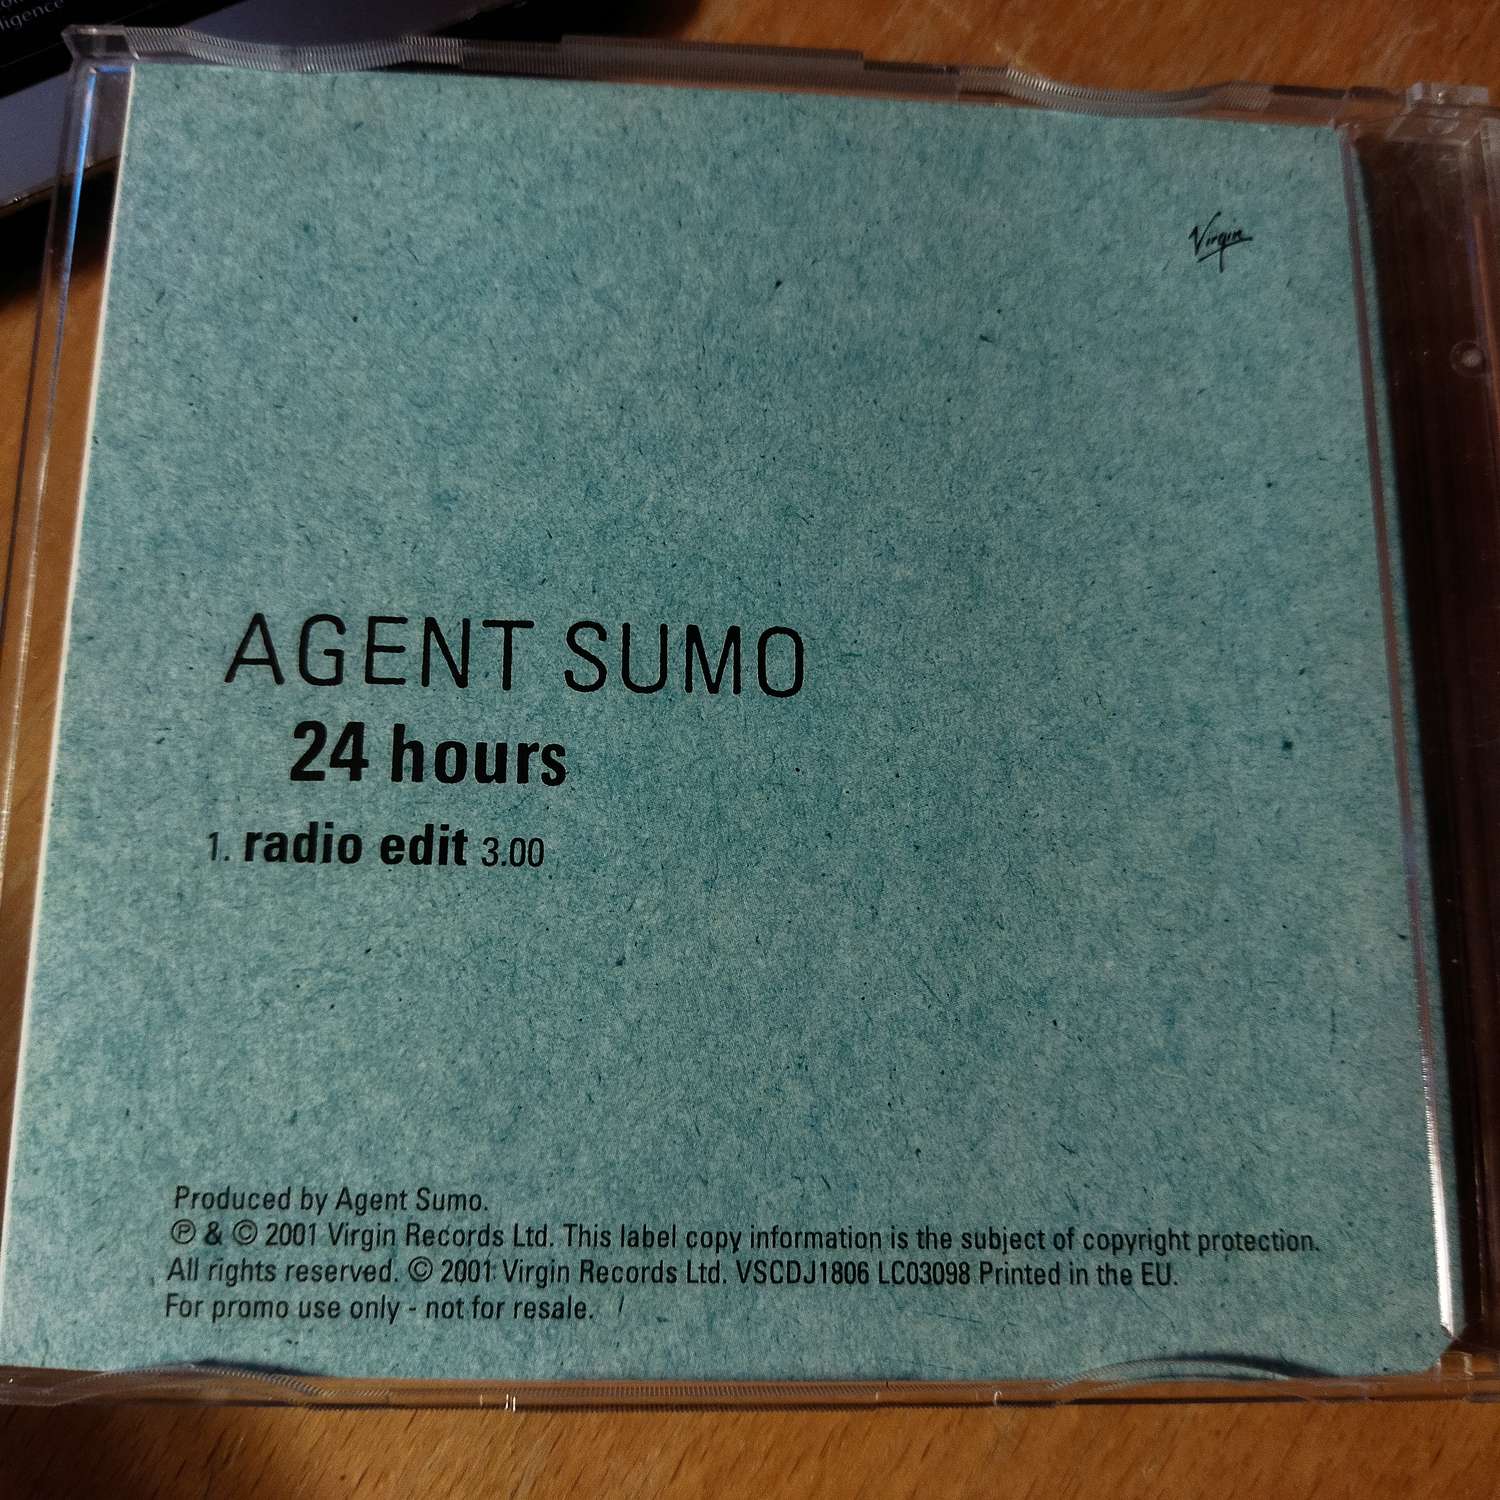 ligence
Virgin
AGENT SUMO
24 hours
1. radio edit 3.00
Produced by Agent Sumo.
℗ & © 2001 Virgin Records Ltd. This label copy information is the subject of copyright protection.
All rights reserved. © 2001 Virgin Records Ltd. VSCDJ1806 LC03098 Printed in the EU.
For promo use only - not for resale.